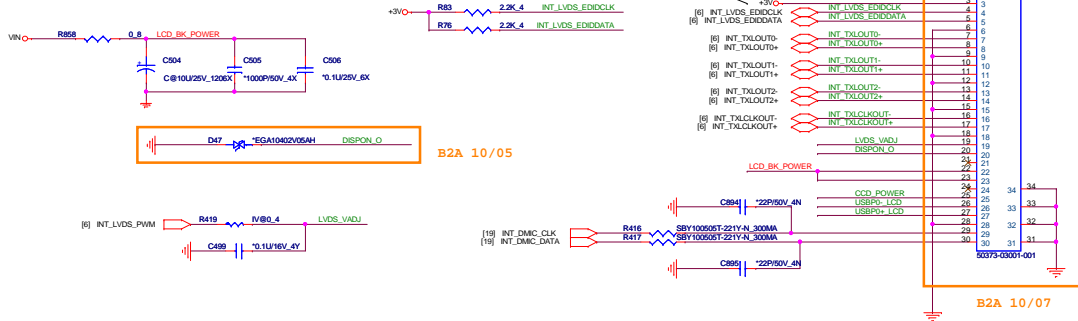 +3V
R83 2.2K_4 INT_LVDS_EDIDCLK
R76 2.2K_4 INT_LVDS_EDIDDATA
VIN R858 0_8 LCD_BK_POWER
C504
C@10U/25V_1206X
C505
*1000P/50V_4X
C506
*0.1U/25V_6X
D47 *EGA10402V05AH DISPON_O
B2A 10/05
[6] INT_LVDS_PWM R419 IV@0_4 LVDS_VADJ
C499 *0.1U/16V_4Y
+3V
[6] INT_LVDS_EDIDCLK INT_LVDS_EDIDCLK 4 4
[6] INT_LVDS_EDIDDATA INT_LVDS_EDIDDATA 5 5
6 6
[6] INT_TXLOUT0- INT_TXLOUT0- 7 7
[6] INT_TXLOUT0+ INT_TXLOUT0+ 8 8
9 9
[6] INT_TXLOUT1- INT_TXLOUT1- 10 10
[6] INT_TXLOUT1+ INT_TXLOUT1+ 11 11
12 12
[6] INT_TXLOUT2- INT_TXLOUT2- 13 13
[6] INT_TXLOUT2+ INT_TXLOUT2+ 14 14
15 15
[6] INT_TXLCLKOUT- INT_TXLCLKOUT- 16 16
[6] INT_TXLCLKOUT+ INT_TXLCLKOUT+ 17 17
18 18
LVDS_VADJ 19 19
DISPON_O 20 20
21 21
LCD_BK_POWER 22 22
23 23
24 24 34 34
CCD_POWER 25 25
USBP0-_LCD 26 26 33 33
USBP0+_LCD 27 27
28 28 32 32
C894 *22P/50V_4N
[19] INT_DMIC_CLK R416 SBY100505T-221Y-N_300MA 29 29
[19] INT_DMIC_DATA R417 SBY100505T-221Y-N_300MA 30 30 31 31
50373-03001-001
C895 *22P/50V_4N
B2A 10/07